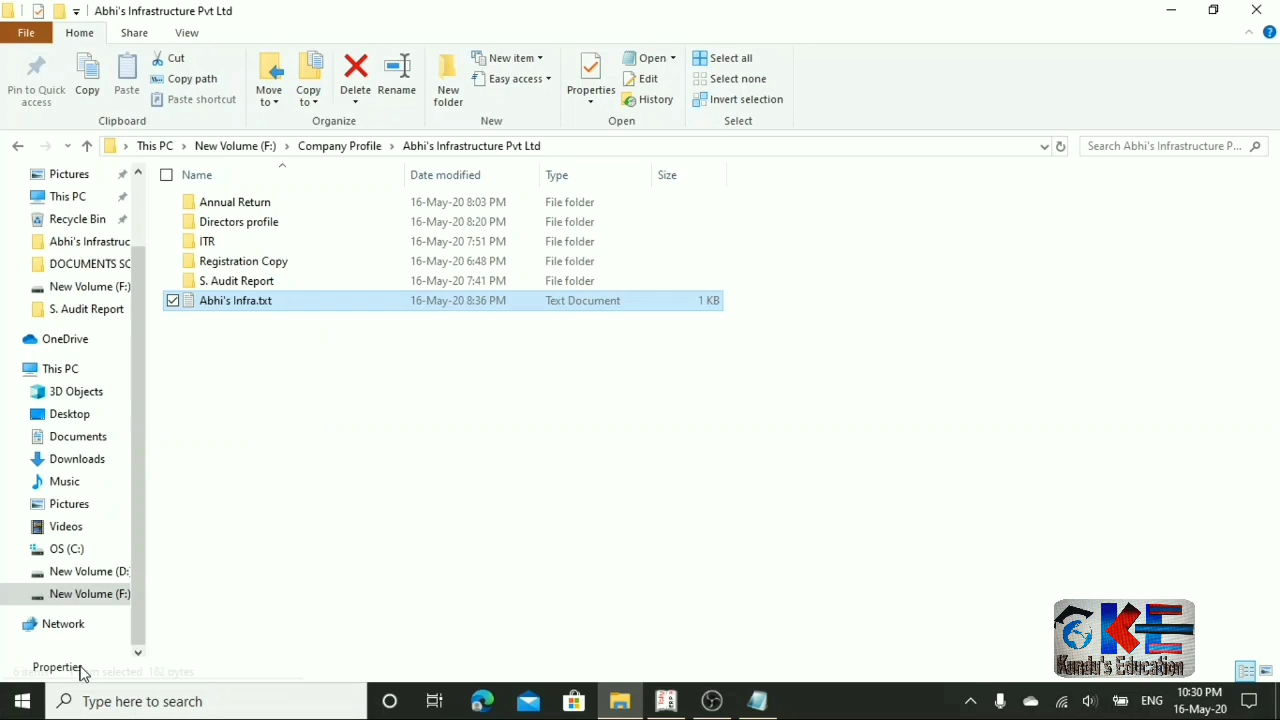 Abhi's Infrastructure Pvt Ltd
File Home Share View
Pin to Quick access
Copy
Paste
Cut
Copy path
Paste shortcut
Move to
Copy to
Delete
Rename
New folder
New item
Easy access
Properties
Open
Edit
History
Select all
Select none
Invert selection
Clipboard Organize New Open Select
This PC New Volume (F:) Company Profile Abhi's Infrastructure Pvt Ltd
Search Abhi's Infrastructure P...
Name Date modified Type Size
Annual Return 16-May-20 8:03 PM File folder
Directors profile 16-May-20 8:20 PM File folder
ITR 16-May-20 7:51 PM File folder
Registration Copy 16-May-20 6:48 PM File folder
S. Audit Report 16-May-20 7:41 PM File folder
Abhi's Infra.txt 16-May-20 8:36 PM Text Document 1 KB
Pictures
This PC
Recycle Bin
Abhi's Infrastruc
DOCUMENTS SC
New Volume (F:)
S. Audit Report
OneDrive
This PC
3D Objects
Desktop
Documents
Downloads
Music
Pictures
Videos
OS (C:)
New Volume (D:
New Volume (F:)
Network
Properties
selected 182 bytes
KE
Kundu's Education
Type here to search
ENG
10:30 PM
16-May-20